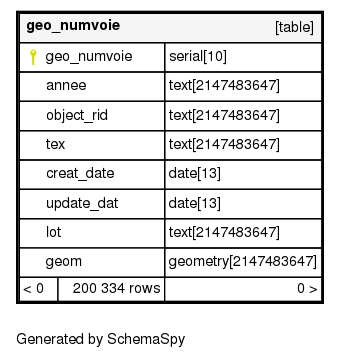 geo_numvoie [table]
geo_numvoie serial[10]
annee text[2147483647]
object_rid text[2147483647]
tex text[2147483647]
creat_date date[13]
update_dat date[13]
lot text[2147483647]
geom geometry[2147483647]
< 0 200 334 rows 0 >
Generated by SchemaSpy